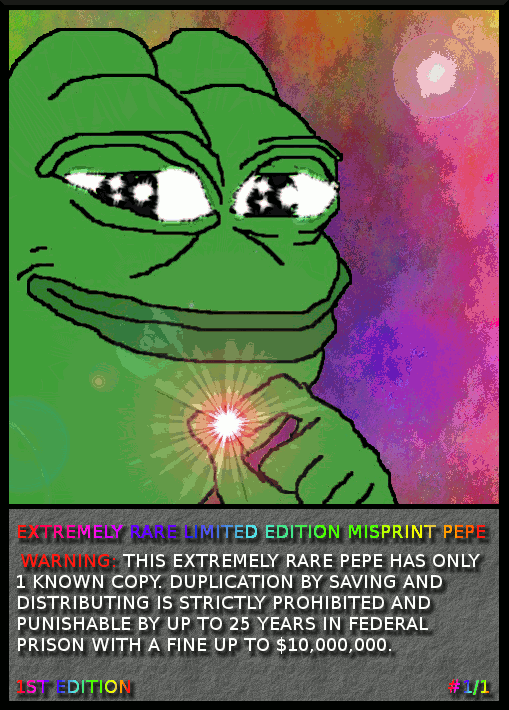 EXTREMELY RARE LIMITED EDITION MISPRINT PEPE
WARNING: THIS EXTREMELY RARE PEPE HAS ONLY
1 KNOWN COPY. DUPLICATION BY SAVING AND
DISTRIBUTING IS STRICTLY PROHIBITED AND
PUNISHABLE BY UP TO 25 YEARS IN FEDERAL
PRISON WITH A FINE UP TO $10,000,000.
1ST EDITION #1/1